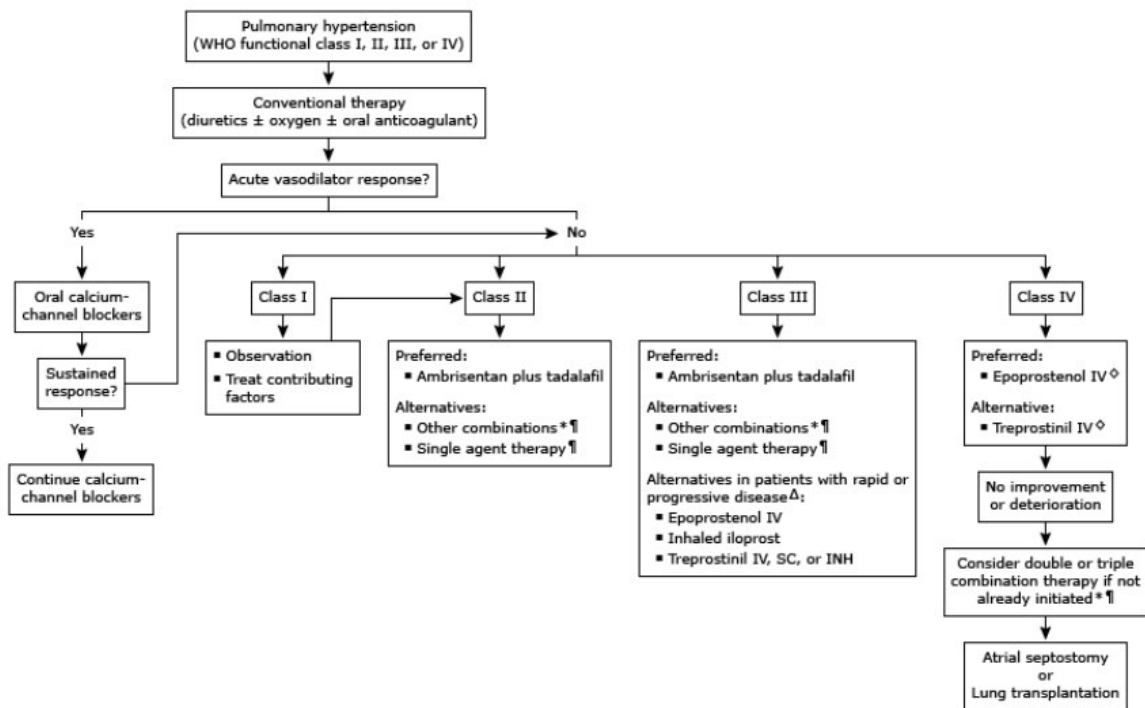 Pulmonary hypertension
(WHO functional class I, II, III, or IV)
Conventional therapy
(diuretics ± oxygen ± oral anticoagulant)
Acute vasodilator response?
Yes
No
Oral calcium-
channel blockers
Sustained
response?
Yes
Continue calcium-
channel blockers
Class I
▪ Observation
▪ Treat contributing
factors
Class II
Preferred:
▪ Ambrisentan plus tadalafil
Alternatives:
▪ Other combinations*¶
▪ Single agent therapy¶
Class III
Preferred:
▪ Ambrisentan plus tadalafil
Alternatives:
▪ Other combinations*¶
▪ Single agent therapy¶
Alternatives in patients with rapid or
progressive diseaseΔ:
▪ Epoprostenol IV
▪ Inhaled iloprost
▪ Treprostinil IV, SC, or INH
Class IV
Preferred:
▪ Epoprostenol IV◊
Alternative:
▪ Treprostinil IV◊
No improvement
or deterioration
Consider double or triple
combination therapy if not
already initiated*¶
Atrial septostomy
or
Lung transplantation